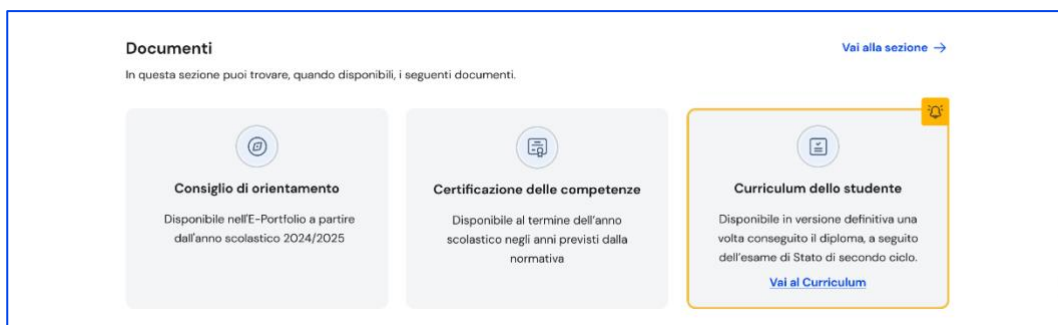 Documenti
Vai alla sezione →
In questa sezione puoi trovare, quando disponibili, i seguenti documenti.
Consiglio di orientamento
Disponibile nell'E-Portfolio a partire
dall'anno scolastico 2024/2025
Certificazione delle competenze
Disponibile al termine dell'anno
scolastico negli anni previsti dalla
normativa
Curriculum dello studente
Disponibile in versione definitiva una
volta conseguito il diploma, a seguito
dell'esame di Stato di secondo ciclo.
Vai al Curriculum